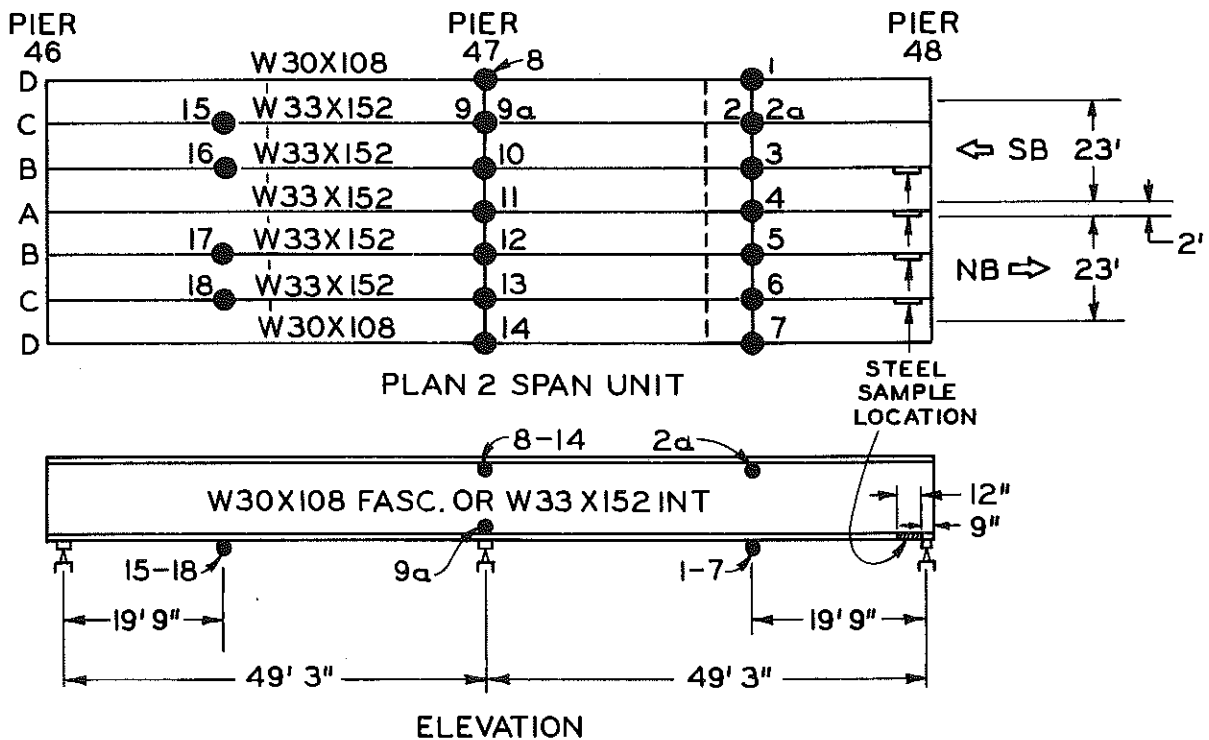 PIER PIER PIER
46 47 48
D W30X108 8 1
C 15 W33X152 9 9a 2 2a
B 16 W33X152 10 3
SB 23'
A W33X152 11 4
2'
B 17 W33X152 12 5
NB 23'
C 18 W33X152 13 6
D W30X108 14 7
PLAN 2 SPAN UNIT
STEEL
SAMPLE
LOCATION
8-14 2a
W30X108 FASC. OR W33X152 INT
12"
9"
15-18 9a 1-7
19' 9" 19' 9"
49' 3" 49' 3"
ELEVATION